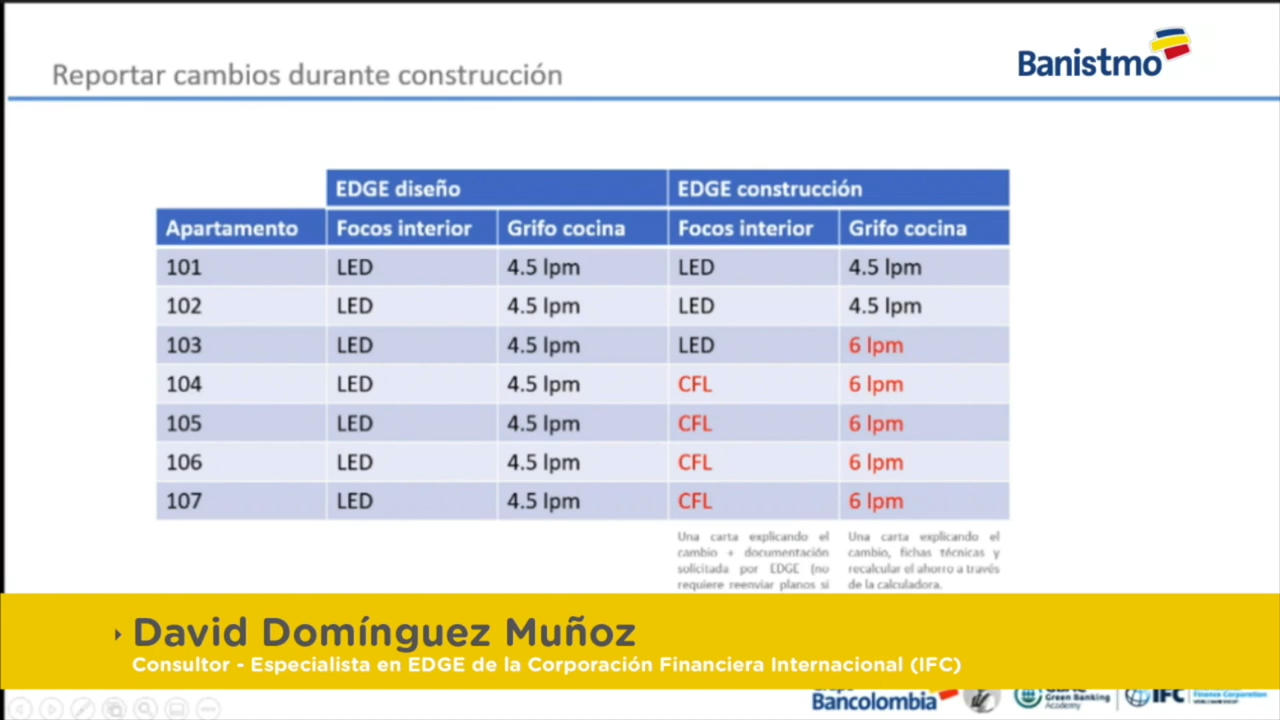 Reportar cambios durante construcción
Banistmo
EDGE diseño EDGE construcción
Apartamento Focos interior Grifo cocina Focos interior Grifo cocina
101 LED 4.5 lpm LED 4.5 lpm
102 LED 4.5 lpm LED 4.5 lpm
103 LED 4.5 lpm LED 6 lpm
104 LED 4.5 lpm CFL 6 lpm
105 LED 4.5 lpm CFL 6 lpm
106 LED 4.5 lpm CFL 6 lpm
107 LED 4.5 lpm CFL 6 lpm
Una carta explicando el
cambio + documentación
solicitada por EDGE (no
requiere reenviar planos si
Una carta explicando el
cambio, fichas técnicas y
recalcular el ahorro a través
de la calculadora.
David Domínguez Muñoz
Consultor - Especialista en EDGE de la Corporación Financiera Internacional (IFC)
Bancolombia
Green Banking
Academy
IFC
Finance Corporation